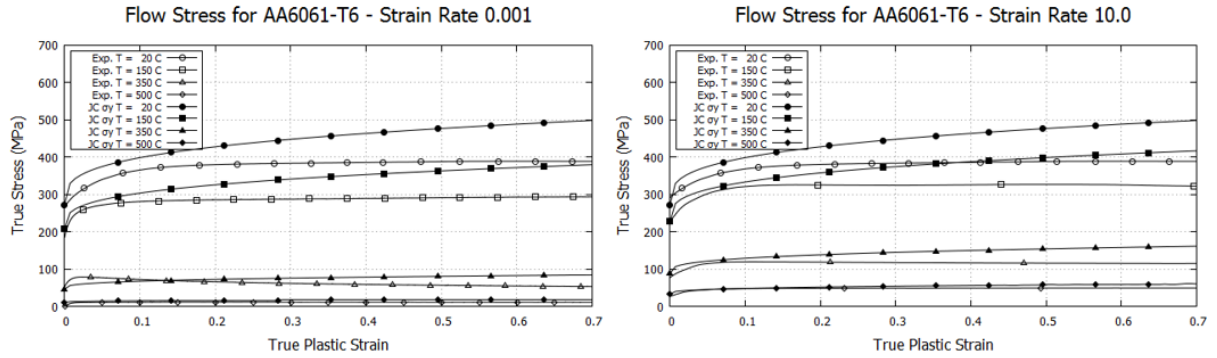 Flow Stress for AA6061-T6 - Strain Rate 0.001
700
600
500
400
300
200
100
0
True Stress (MPa)
Exp. T = 20 C
Exp. T = 150 C
Exp. T = 350 C
Exp. T = 500 C
JC σy T = 20 C
JC σy T = 150 C
JC σy T = 350 C
JC σy T = 500 C
0 0.1 0.2 0.3 0.4 0.5 0.6 0.7
True Plastic Strain
Flow Stress for AA6061-T6 - Strain Rate 10.0
700
600
500
400
300
200
100
0
True Stress (MPa)
Exp. T = 20 C
Exp. T = 150 C
Exp. T = 350 C
Exp. T = 500 C
JC σy T = 20 C
JC σy T = 150 C
JC σy T = 350 C
JC σy T = 500 C
0 0.1 0.2 0.3 0.4 0.5 0.6 0.7
True Plastic Strain